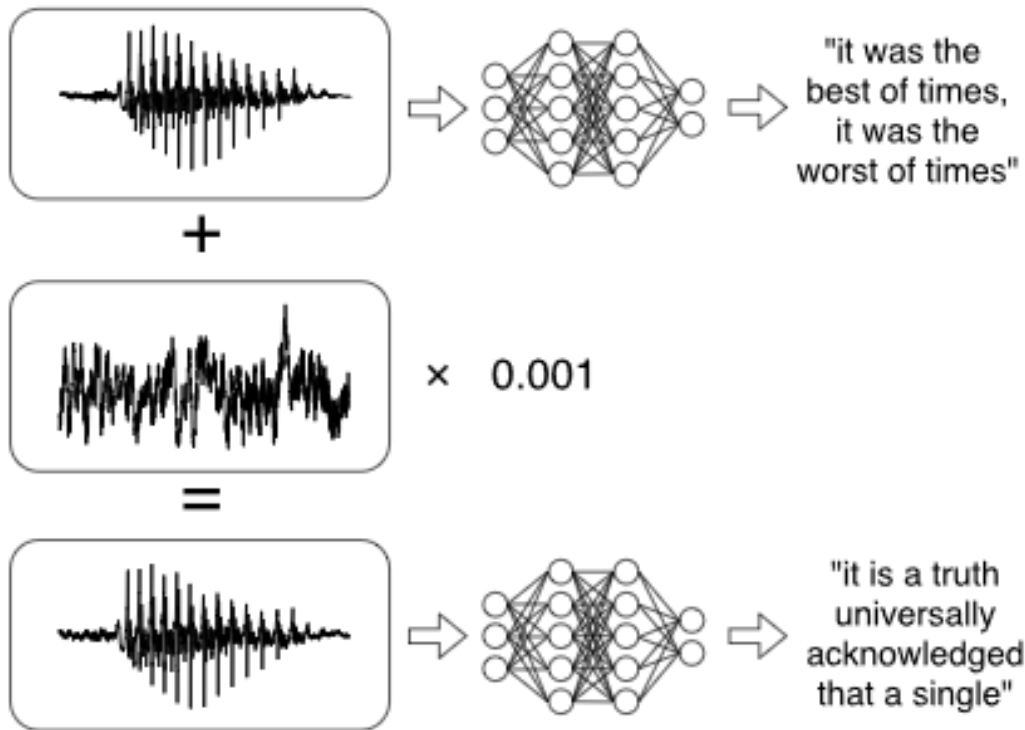 "it was the
best of times,
it was the
worst of times"
+
× 0.001
=
"it is a truth
universally
acknowledged
that a single"